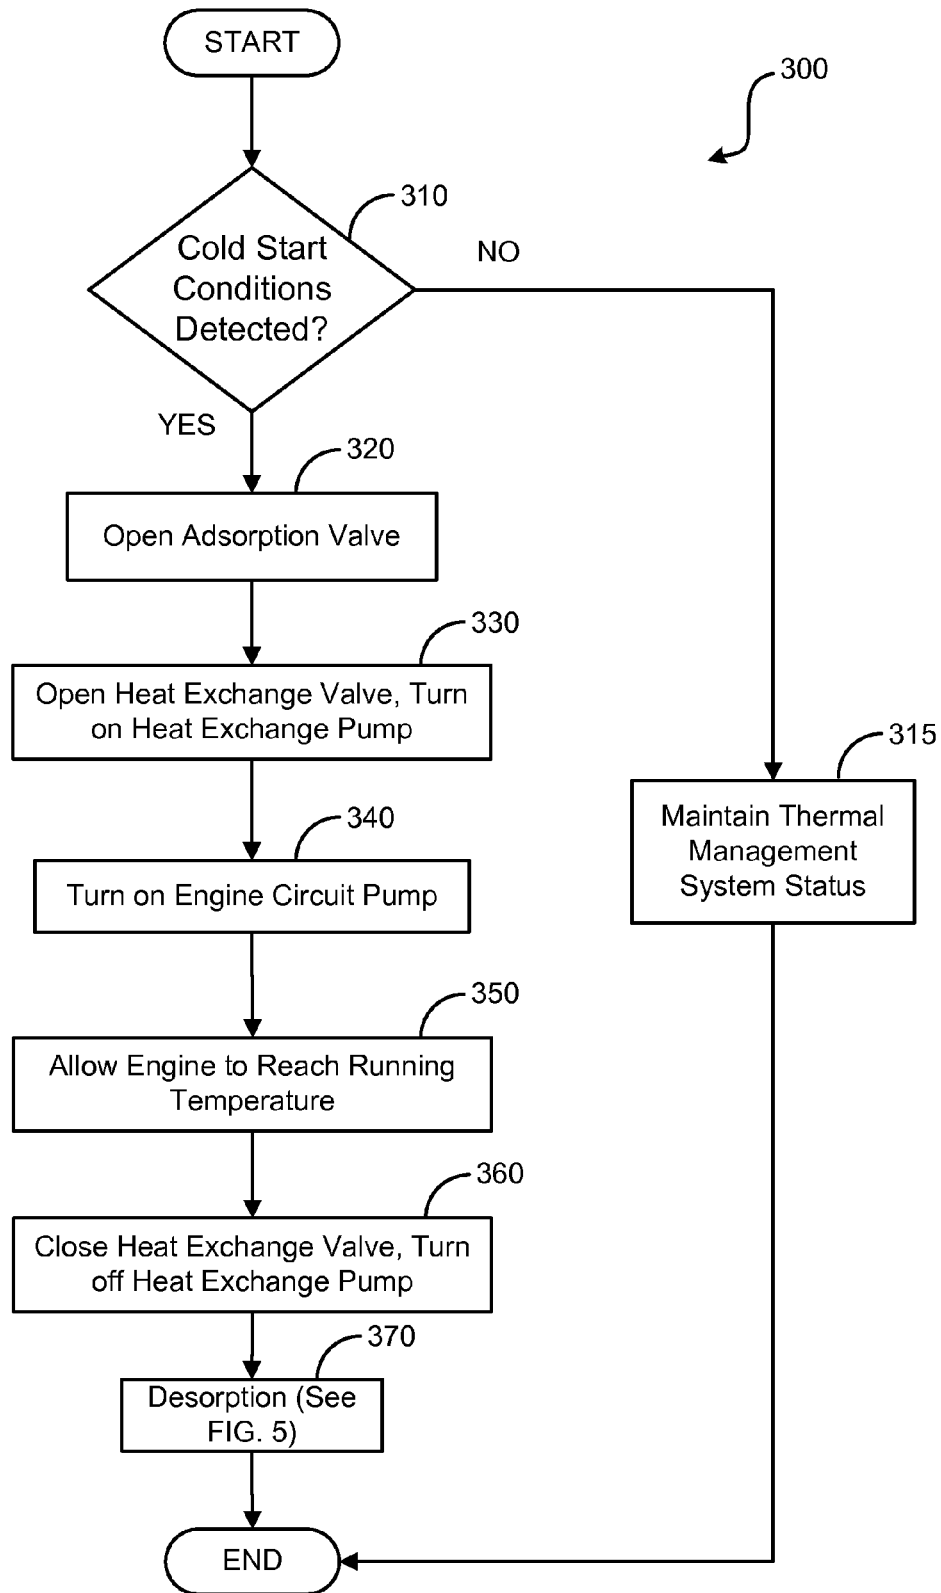 START
300
310
Cold Start
Conditions
Detected?
NO
YES
320
Open Adsorption Valve
330
Open Heat Exchange Valve, Turn
on Heat Exchange Pump
315
Maintain Thermal
Management
System Status
340
Turn on Engine Circuit Pump
350
Allow Engine to Reach Running
Temperature
360
Close Heat Exchange Valve, Turn
off Heat Exchange Pump
370
Desorption (See
FIG. 5)
END